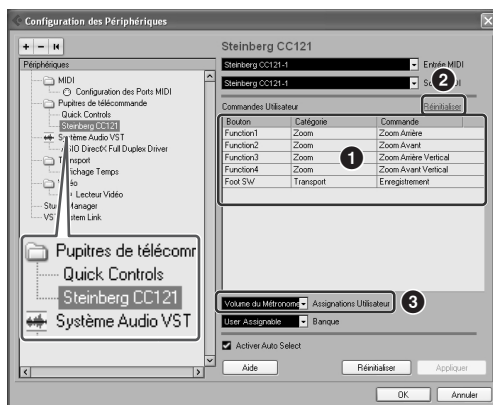 Configuration des Périphériques
Périphériques
MIDI
Configuration des Ports MIDI
Pupitres de télécommande
Quick Controls
Steinberg CC121
Système Audio VST
ASIO DirectX Full Duplex Driver
Affichage Temps
Lecteur Vidéo
VST System Link
Pupitres de télécomr
Quick Controls
Steinberg CC121
Système Audio VST
Steinberg CC121
Steinberg CC121-1 Entrée MIDI
Steinberg CC121-1
2
Commandes Utilisateur Réinitialiser
Bouton Catégorie Commande
Function1 Zoom Zoom Arrière
Function2 Zoom Zoom Avant
Function3 Zoom Zoom Arrière Vertical
Function4 Zoom Zoom Avant Vertical
Foot SW Transport Enregistrement
1
Volume du Métronome Assignations Utilisateur 3
User Assignable Banque
Activer Auto Select
Aide Réinitialiser Appliquer
OK Annuler